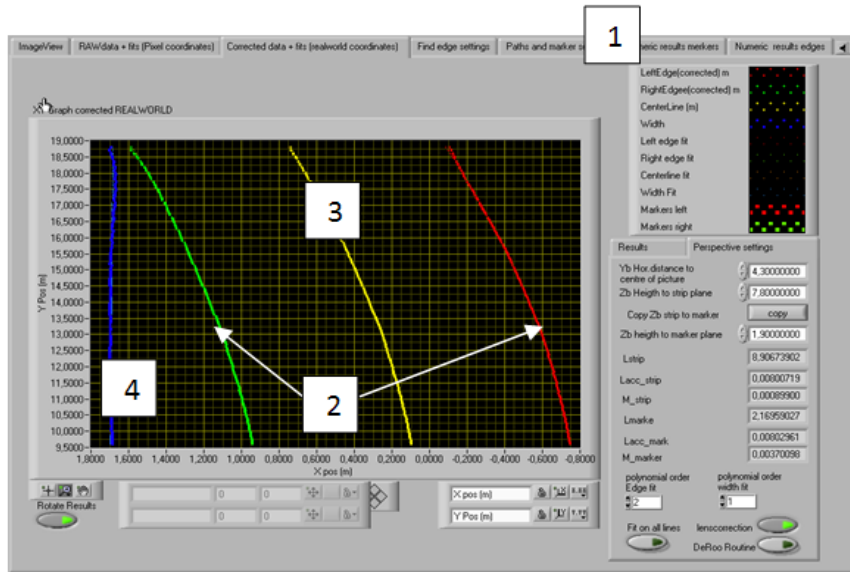 1
ImageView RAWdata + fits (Pixel coordinates) Corrected data + fits (realworld coordinates) Find edge settings Paths and marker eric results merkers Numeric results edges
XY Graph corrected REALWORLD
LeftEdge(corrected) m
RightEdgee(corrected) m
CenterLine (m)
Width
Left edge fit
Right edge fit
Centerline fit
Width Fit
Markers left
Markers right
Y Pos (m)
19,0000
18,5000
18,0000
17,5000
17,0000
16,5000
16,0000
15,5000
15,0000
14,5000
14,0000
13,5000
13,0000
12,5000
12,0000
11,5000
11,0000
10,5000
10,0000
9,5000
3
4
2
1,8000 1,6000 1,4000 1,2000 1,0000 0,8000 0,6000 0,4000 0,2000 0,0000 -0,2000 -0,4000 -0,6000 -0,8000
X pos (m)
Results Perspective settings
Yb Hor.distance to
centre of picture 4,30000000
Zb Heigth to strip plane 7,80000000
Copy Zb strip to marker copy
Zb heigth to marker plane 1,90000000
Lstrip 8,90673902
Lacc_strip 0,00800719
M_strip 0,00089900
Lmarke 2,16959027
Lacc_mark 0,00802961
M_marker 0,00370098
polynomial order
Edge fit
2
polynomial order
width fit
1
Fit on all lines lenscorrection
DeRoo Routine
Rotate Results
0 0
0 0
X pos (m)
Y Pos (m)